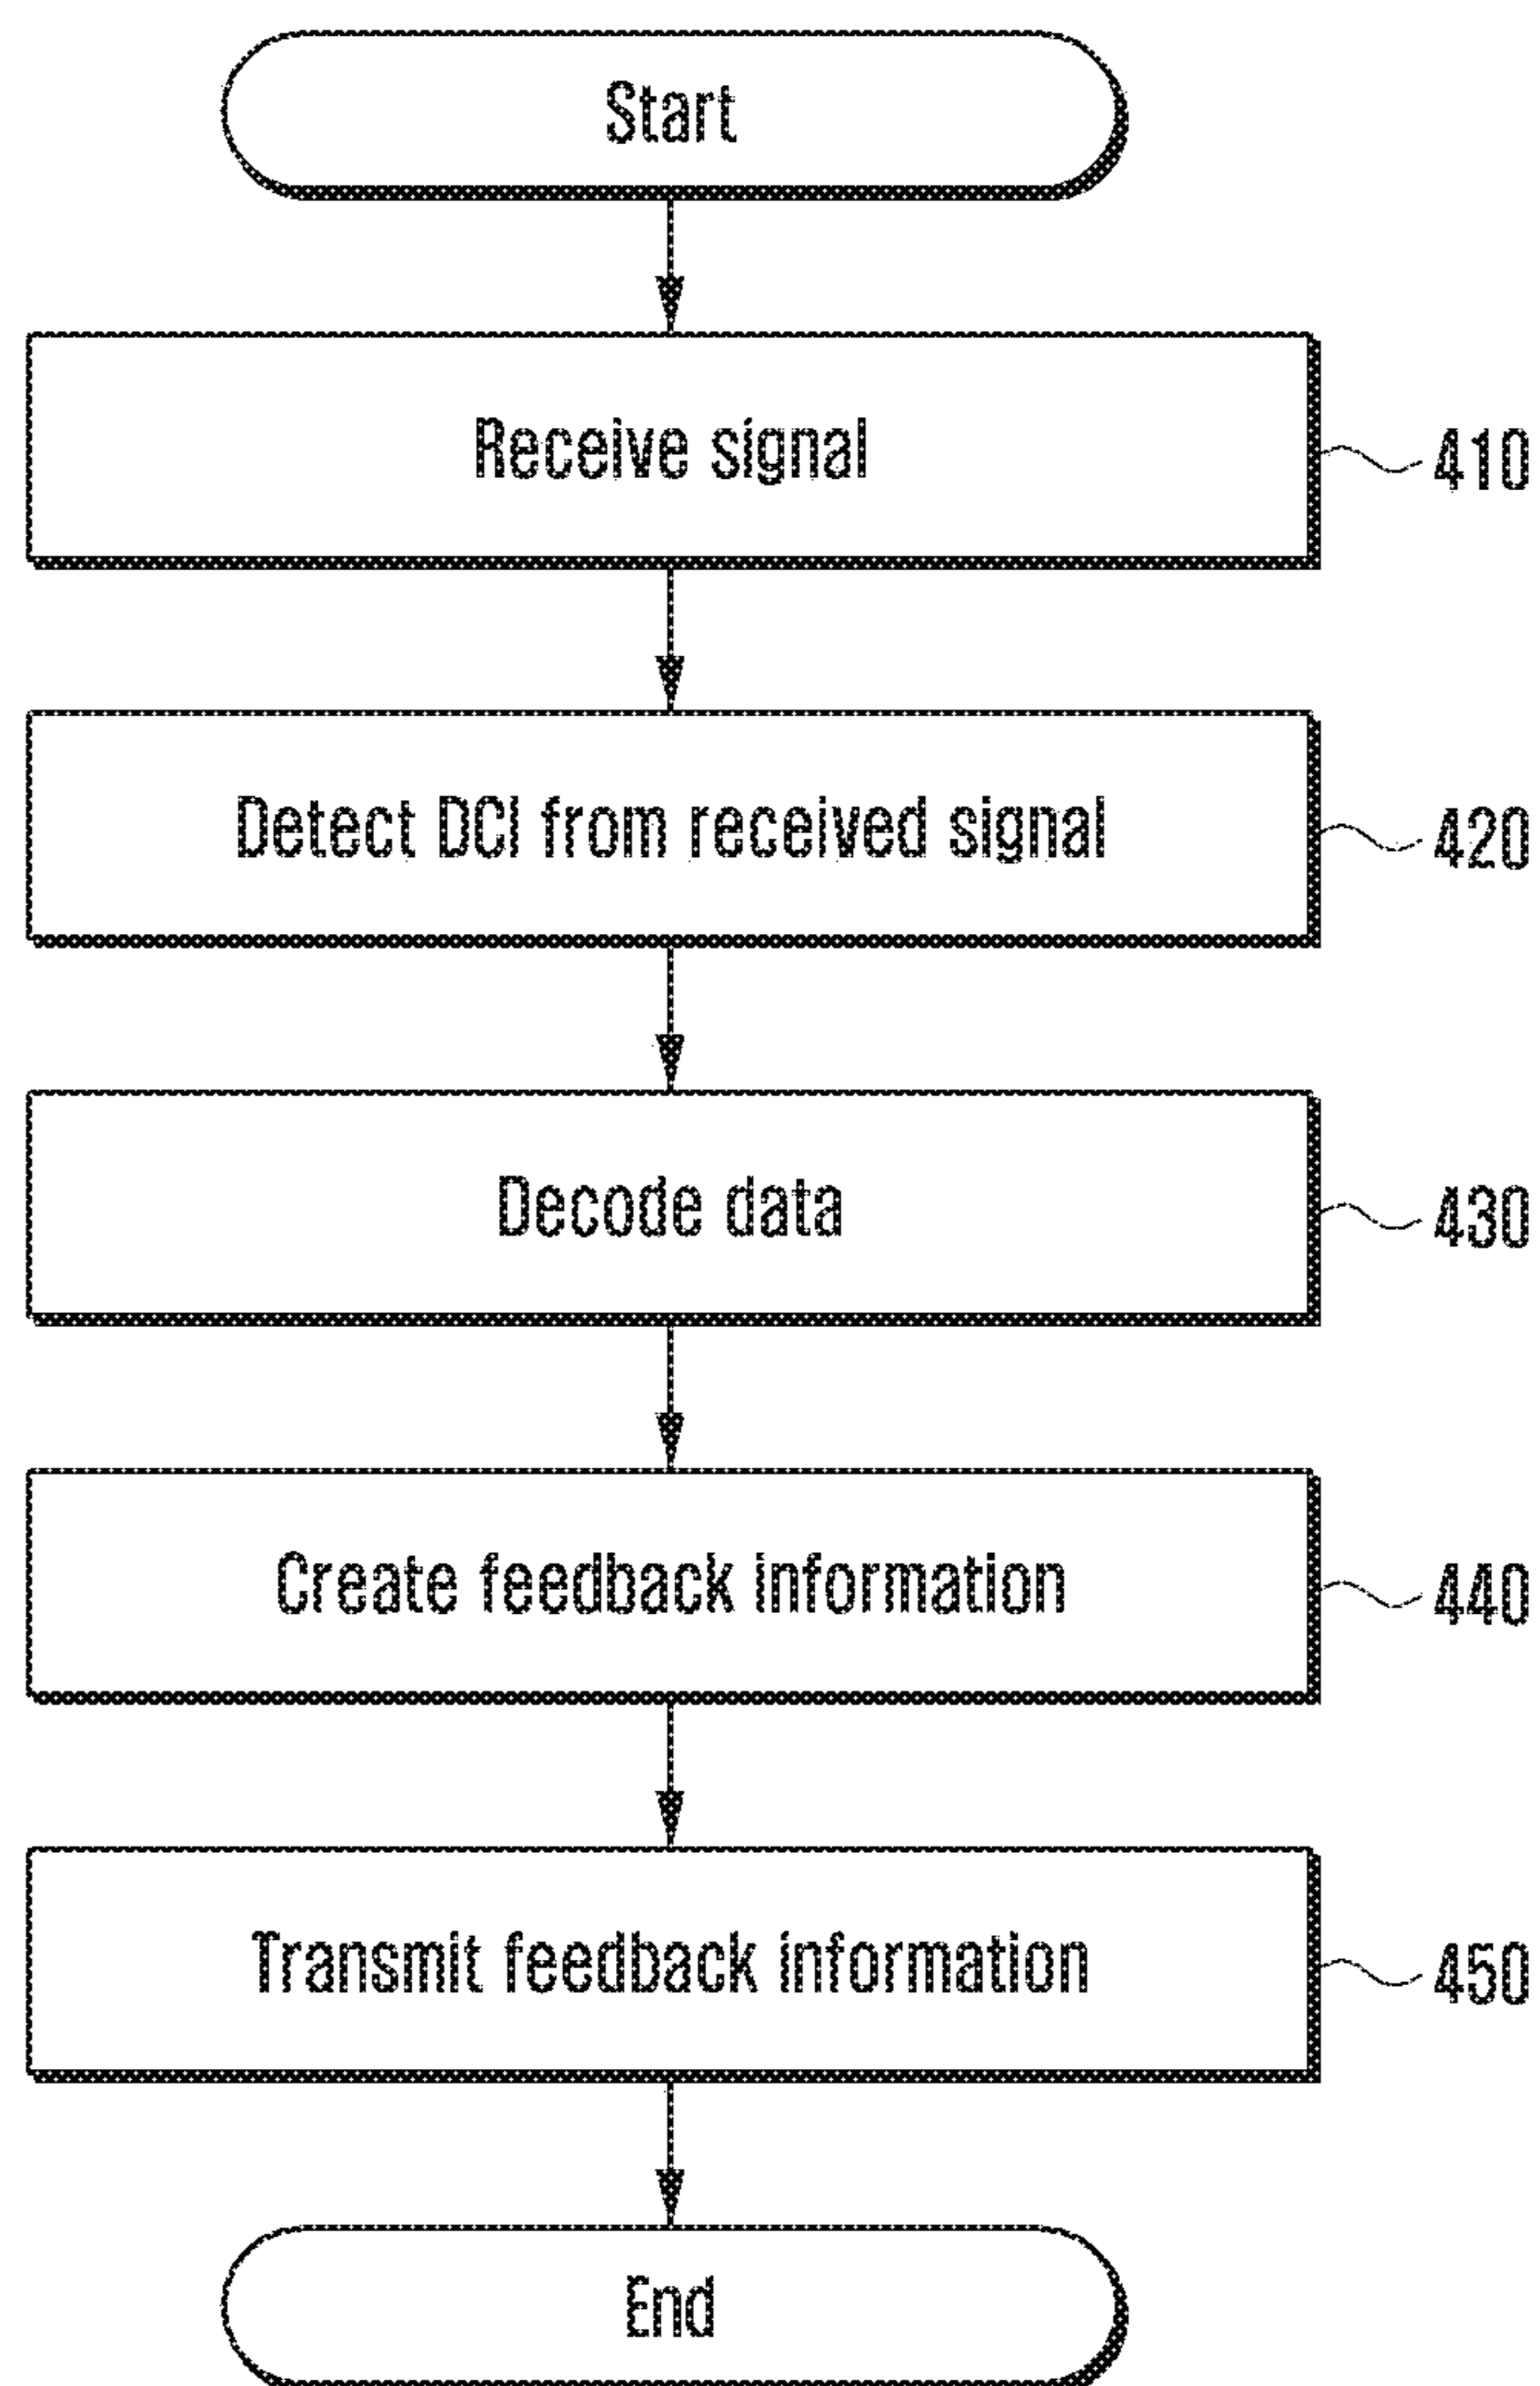 Start
Receive signal
410
Detect DCI from received signal
420
Decode data
430
Create feedback information
440
Transmit feedback information
450
End